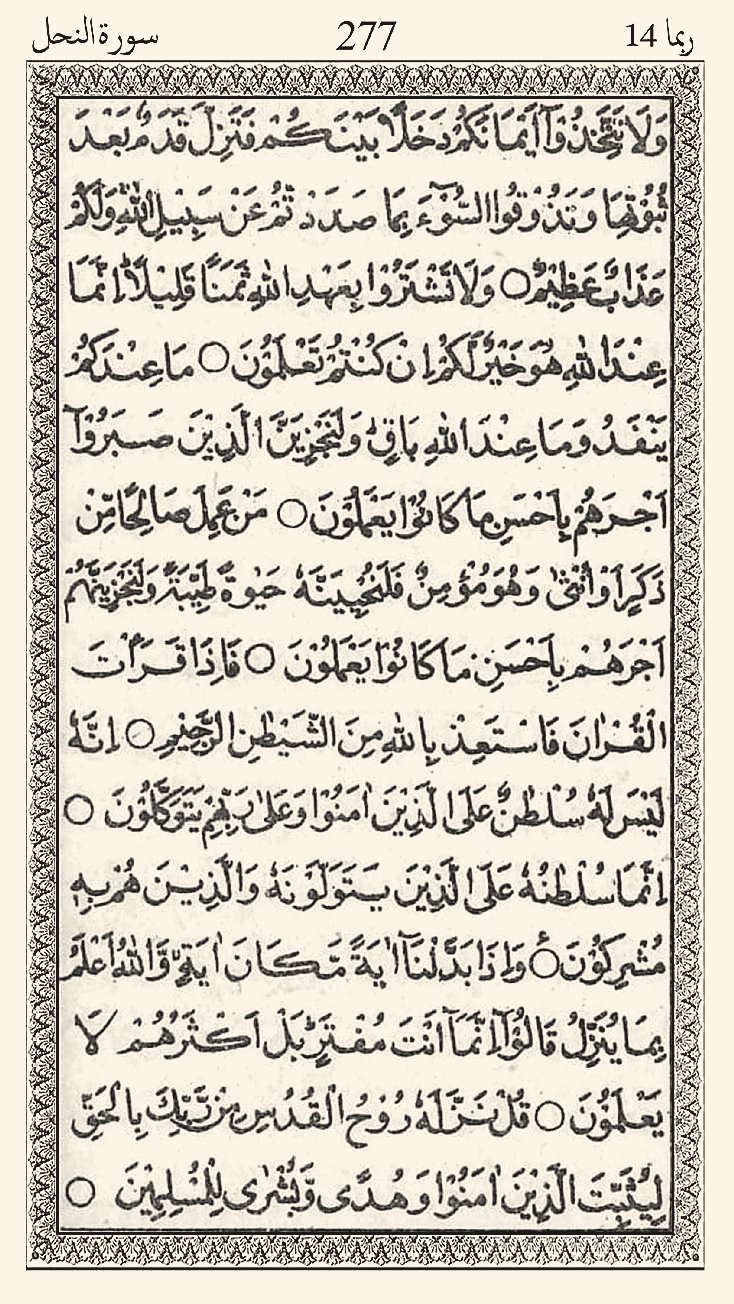 ربما 14 277 سورة النحل
وَلَا تَتَّخِذُوْۤا اَیْمَانَكُمْ دَخَلًۢا بَیْنَكُمْ فَتَزِلَّ قَدَمٌۢ بَعْدَ
ثُبُوْتِهَا وَ تَذُوْقُوا السُّوْٓءَ بِمَا صَدَدْ تُّمْ عَنْ سَبِیْلِ اللّٰهِ ۚ وَلَكُمْ
عَذَابٌ عَظِیْمٌ ○ وَلَا تَشْتَرُوْا بِعَهْدِ اللّٰهِ ثَمَنًا قَلِیْلًا ؕ اِنَّمَا
عِنْدَ اللّٰهِ هُوَ خَیْرٌ لَّكُمْ اِنْ كُنْتُمْ تَعْلَمُوْنَ ○ مَا عِنْدَكُمْ
یَنْفَدُ وَمَا عِنْدَ اللّٰهِ بَاقٍ ؕ وَلَنَجْزِیَنَّ الَّذِیْنَ صَبَرُوْۤا
اَجْرَهُمْ بِاَحْسَنِ مَا كَانُوْا یَعْمَلُوْنَ ○ مَنْ عَمِلَ صَالِحًا مِّنْ
ذَكَرٍ اَوْ اُنْثٰی وَهُوَ مُؤْمِنٌ فَلَنُحْیِیَنَّهٗ حَیٰوةً طَیِّبَةً ۚ وَلَنَجْزِیَنَّهُمْ
اَجْرَهُمْ بِاَحْسَنِ مَا كَانُوْا یَعْمَلُوْنَ ○ فَاِذَا قَرَاْتَ
الْقُرْاٰنَ فَاسْتَعِذْ بِاللّٰهِ مِنَ الشَّیْطٰنِ الرَّجِیْمِ ○ اِنَّهٗ
لَیْسَ لَهٗ سُلْطٰنٌ عَلَی الَّذِیْنَ اٰمَنُوْا وَعَلٰی رَبِّهِمْ یَتَوَكَّلُوْنَ ○
اِنَّمَا سُلْطٰنُهٗ عَلَی الَّذِیْنَ یَتَوَلَّوْنَهٗ وَالَّذِیْنَ هُمْ بِهٖ
مُشْرِكُوْنَ ○ وَاِذَا بَدَّلْنَاۤ اٰیَةً مَّكَانَ اٰیَةٍ ۙ وَّاللّٰهُ اَعْلَمُ
بِمَا یُنَزِّلُ قَالُوْۤا اِنَّمَاۤ اَنْتَ مُفْتَرٍ ؕ بَلْ اَكْثَرُهُمْ لَا
یَعْلَمُوْنَ ○ قُلْ نَزَّلَهٗ رُوْحُ الْقُدُسِ مِنْ رَّبِّكَ بِالْحَقِّ
لِیُثَبِّتَ الَّذِیْنَ اٰمَنُوْا وَ هُدًی وَّبُشْرٰی لِلْمُسْلِمِیْنَ ○